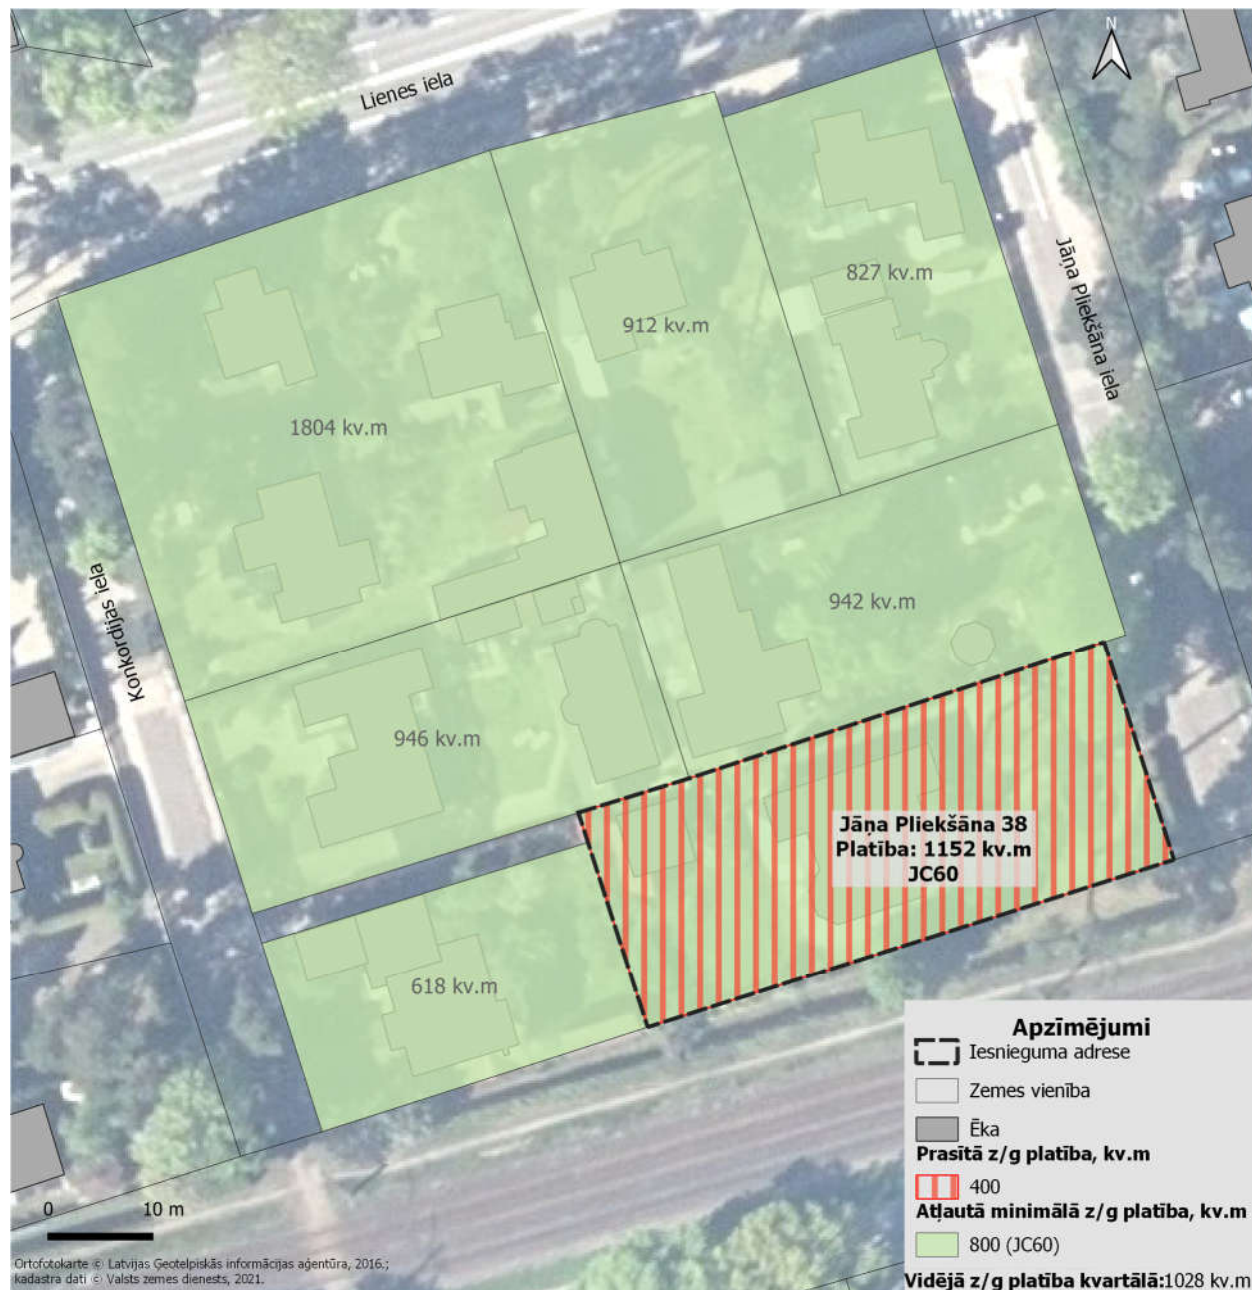 N
Lienes iela
Jāņa Pliekšāna iela
827 kv.m
912 kv.m
1804 kv.m
942 kv.m
Konkordijas iela
946 kv.m
Jāņa Pliekšāna 38
Platība: 1152 kv.m
JC60
618 kv.m
Apzīmējumi
Iesnieguma adrese
Zemes vienība
Ēka
Prasītā z/g platība, kv.m
400
Atļautā minimālā z/g platība, kv.m
800 (JC60)
Vidējā z/g platība kvartālā:1028 kv.m
0 10 m
Ortofotokarte © Latvijas Ģeotelpiskās informācijas aģentūra, 2016.;
kadastra dati © Valsts zemes dienests, 2021.